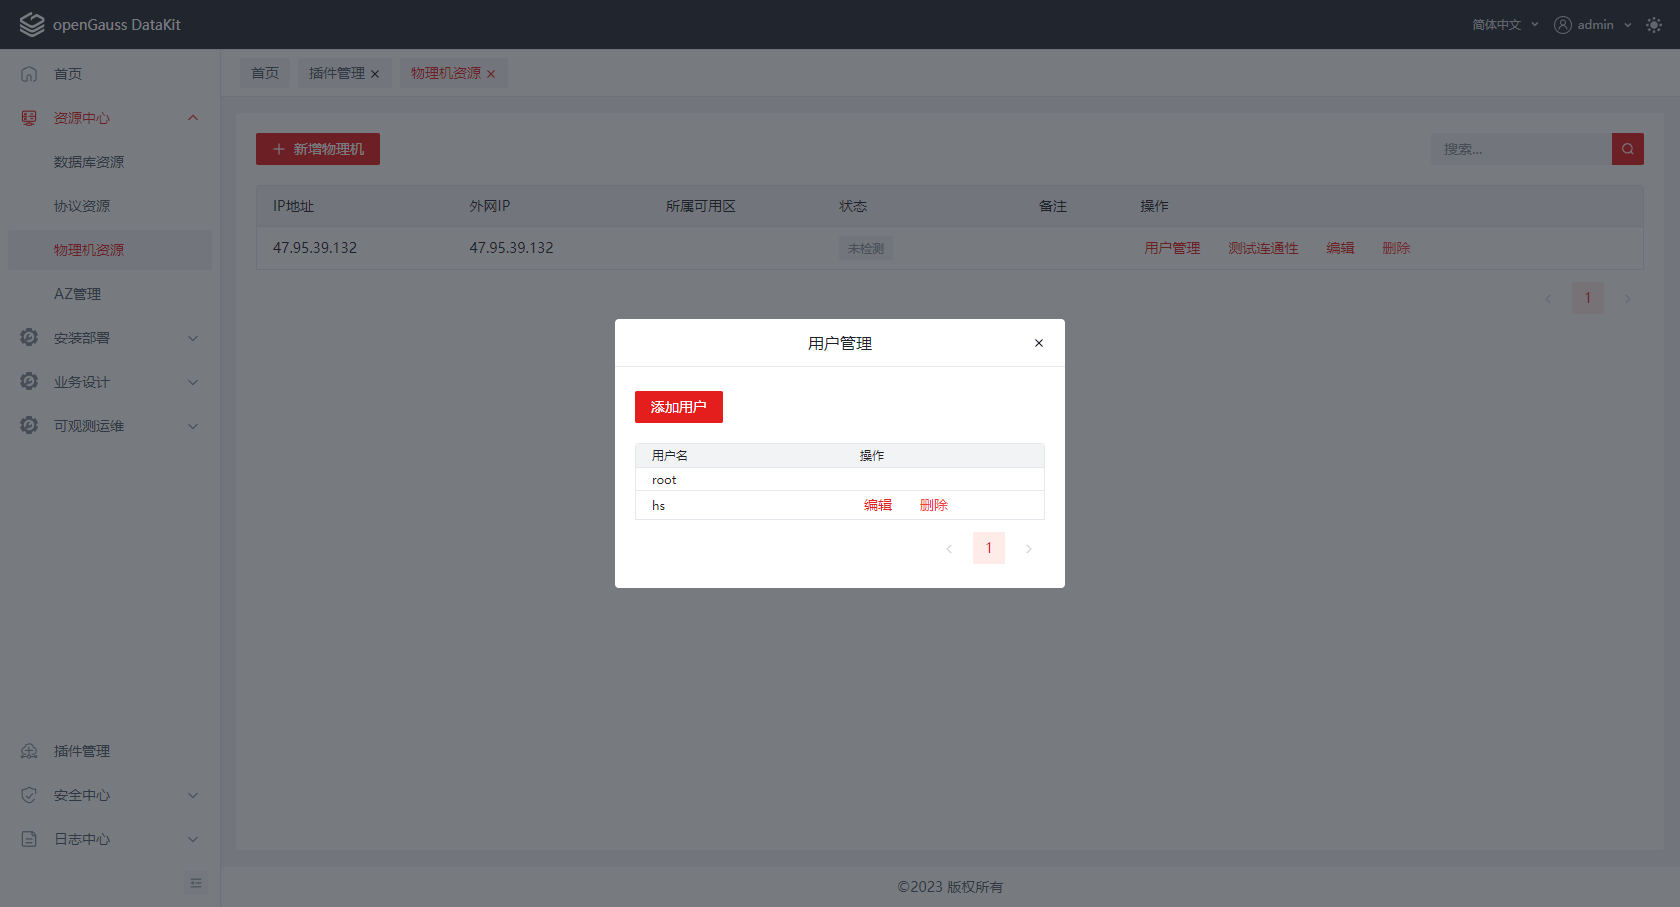 openGauss DataKit
简体中文
admin
首页
资源中心
数据库资源
协议资源
物理机资源
AZ管理
安装部署
业务设计
可观测运维
插件管理
安全中心
日志中心
首页 插件管理 物理机资源
新增物理机
搜索...
IP地址 外网IP 所属可用区 状态 备注 操作
47.95.39.132 47.95.39.132 未检测 用户管理 测试连通性 编辑 删除
1
用户管理
添加用户
用户名 操作
root
hs 编辑 删除
1
©2023 版权所有